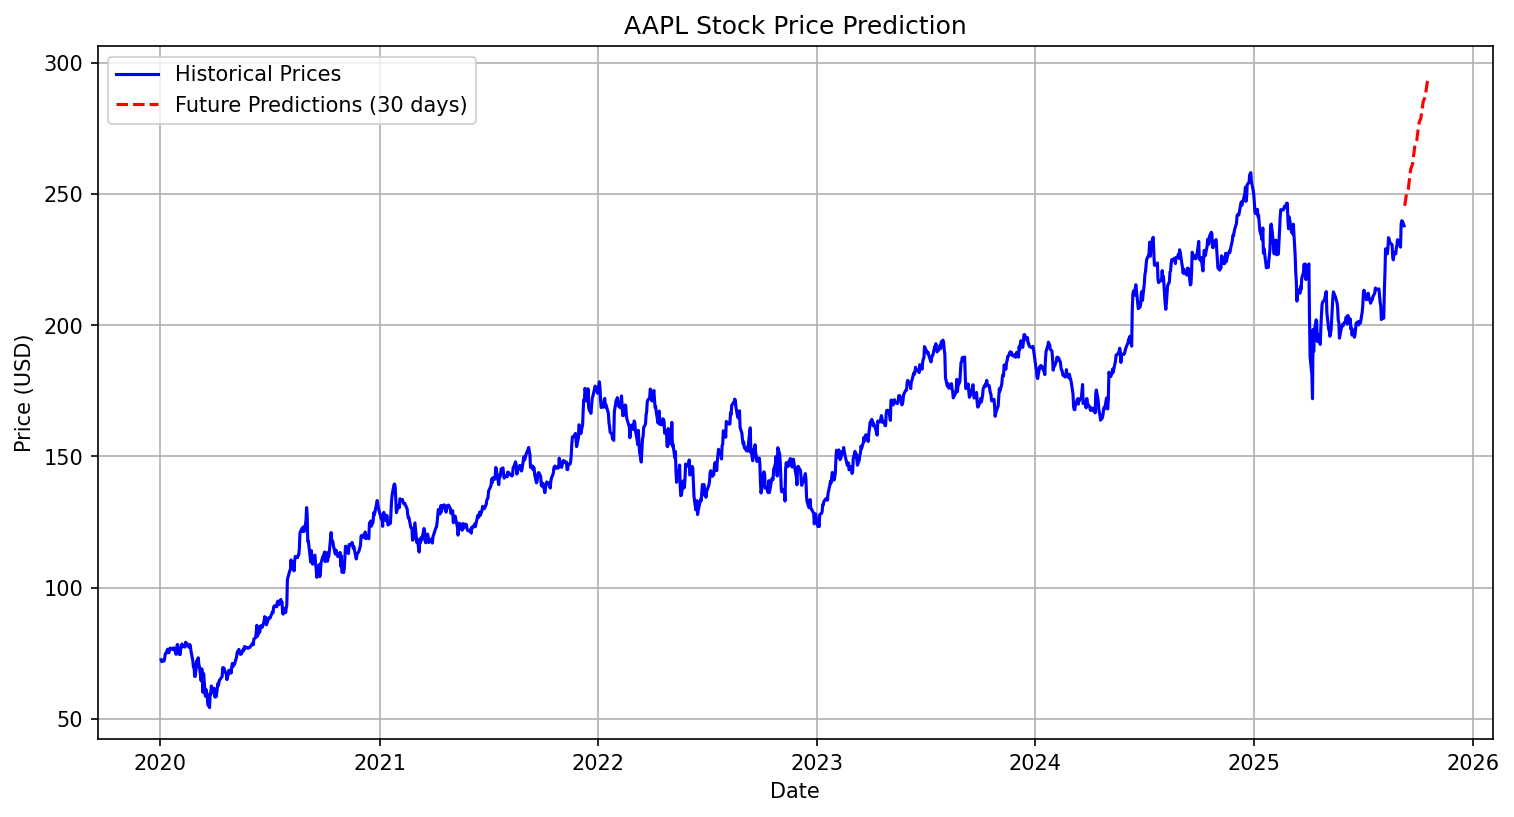 AAPL Stock Price Prediction
Historical Prices
Future Predictions (30 days)
300
250
200
150
100
50
Price (USD)
2020 2021 2022 2023 2024 2025 2026
Date